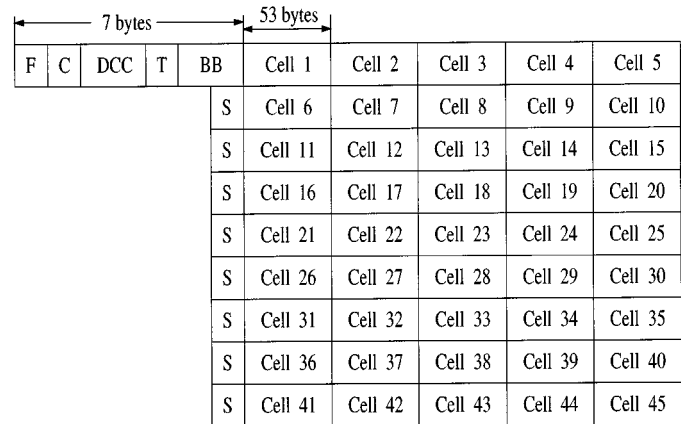 7 bytes 53 bytes
F C DCC T BB Cell 1 Cell 2 Cell 3 Cell 4 Cell 5
S Cell 6 Cell 7 Cell 8 Cell 9 Cell 10
S Cell 11 Cell 12 Cell 13 Cell 14 Cell 15
S Cell 16 Cell 17 Cell 18 Cell 19 Cell 20
S Cell 21 Cell 22 Cell 23 Cell 24 Cell 25
S Cell 26 Cell 27 Cell 28 Cell 29 Cell 30
S Cell 31 Cell 32 Cell 33 Cell 34 Cell 35
S Cell 36 Cell 37 Cell 38 Cell 39 Cell 40
S Cell 41 Cell 42 Cell 43 Cell 44 Cell 45